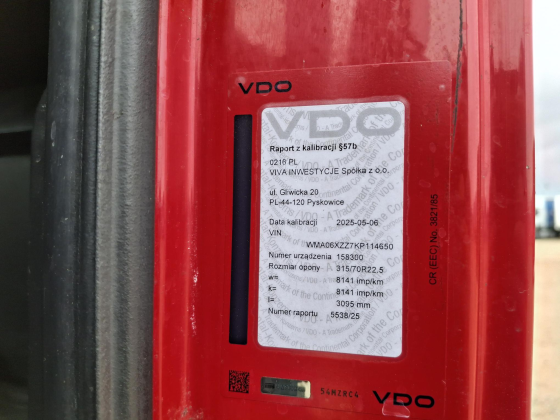 VDO
VDO
Raport z kalibracji §57b
0216 PL
VIVA INWESTYCJE Spółka z o.o.
ul. Gliwicka 20
PL-44-120 Pyskowice
Data kalibracji 2025-05-06
VIN
WMA06XZZ7KP114650
Numer urządzenia 158300
Rozmiar opony 315/70R22.5
w= 8141 imp/km
k= 8141 imp/km
l= 3095 mm
Numer raportu 5538/25
CR (EEC) No. 3821/85
S4N2RC4
VDO